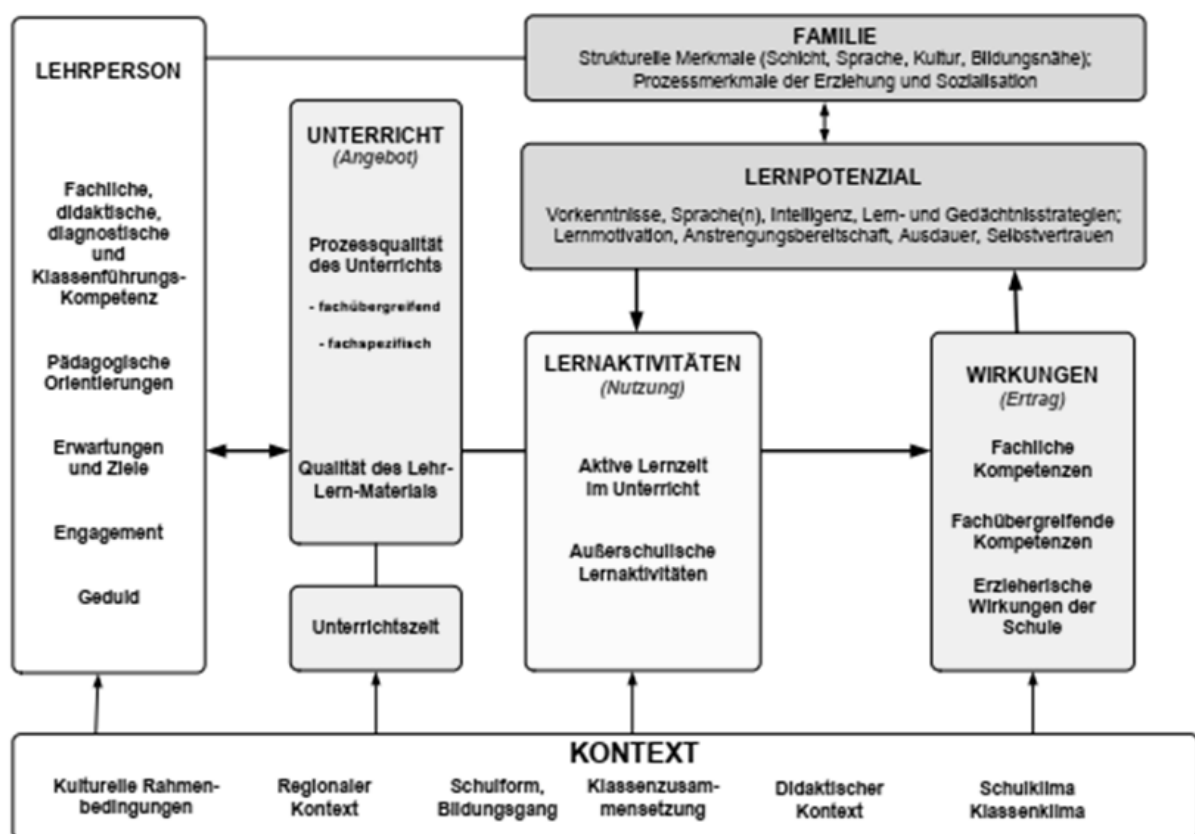 LEHRPERSON
Fachliche,
didaktische,
diagnostische
und
Klassenführungs-
Kompetenz
Pädagogische
Orientierungen
Erwartungen
und Ziele
Engagement
Geduld
UNTERRICHT
(Angebot)
Prozessqualität
des Unterrichts
- fachübergreifend
- fachspezifisch
Qualität des Lehr-
Lern-Materials
Unterrichtszeit
FAMILIE
Strukturelle Merkmale (Schicht, Sprache, Kultur, Bildungsnähe);
Prozessmerkmale der Erziehung und Sozialisation
LERNPOTENZIAL
Vorkenntnisse, Sprache(n), Intelligenz, Lern- und Gedächtnisstrategien;
Lernmotivation, Anstrengungsbereitschaft, Ausdauer, Selbstvertrauen
LERNAKTIVITÄTEN
(Nutzung)
Aktive Lernzeit
im Unterricht
Außerschulische
Lernaktivitäten
WIRKUNGEN
(Ertrag)
Fachliche
Kompetenzen
Fachübergreifende
Kompetenzen
Erzieherische
Wirkungen der
Schule
KONTEXT
Kulturelle Rahmen-
bedingungen
Regionaler
Kontext
Schulform,
Bildungsgang
Klassenzusam-
mensetzung
Didaktischer
Kontext
Schulklima
Klassenklima